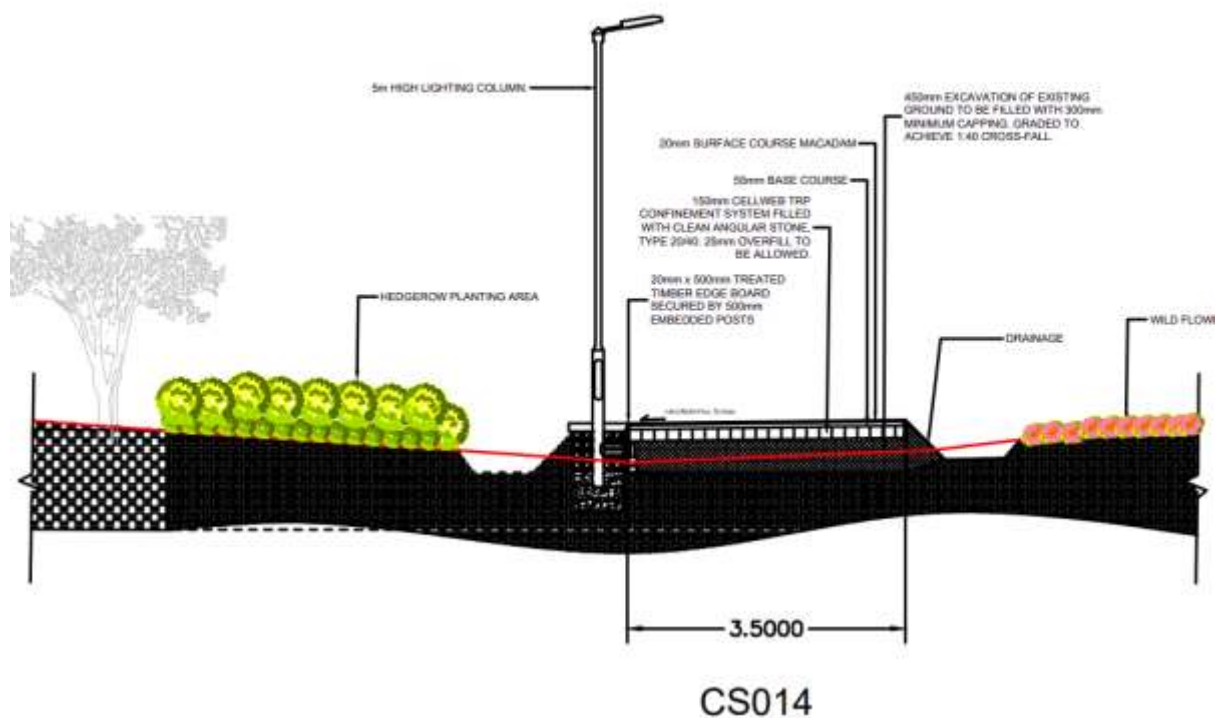 5m HIGH LIGHTING COLUMN.
450mm EXCAVATION OF EXISTING
GROUND TO BE FILLED WITH 300mm
MINIMUM CAPPING. GRADED TO
ACHIEVE 1:40 CROSS-FALL.
20mm SURFACE COURSE MACADAM
50mm BASE COURSE
150mm CELLWEB TRP
CONFINEMENT SYSTEM FILLED
WITH CLEAN ANGULAR STONE,
TYPE 20/40. 25mm OVERFILL TO
BE ALLOWED.
HEDGEROW PLANTING AREA
20mm x 500mm TREATED
TIMBER EDGE BOARD
SECURED BY 500mm
EMBEDDED POSTS
DRAINAGE
WILD FLOW
3.5000
CS014